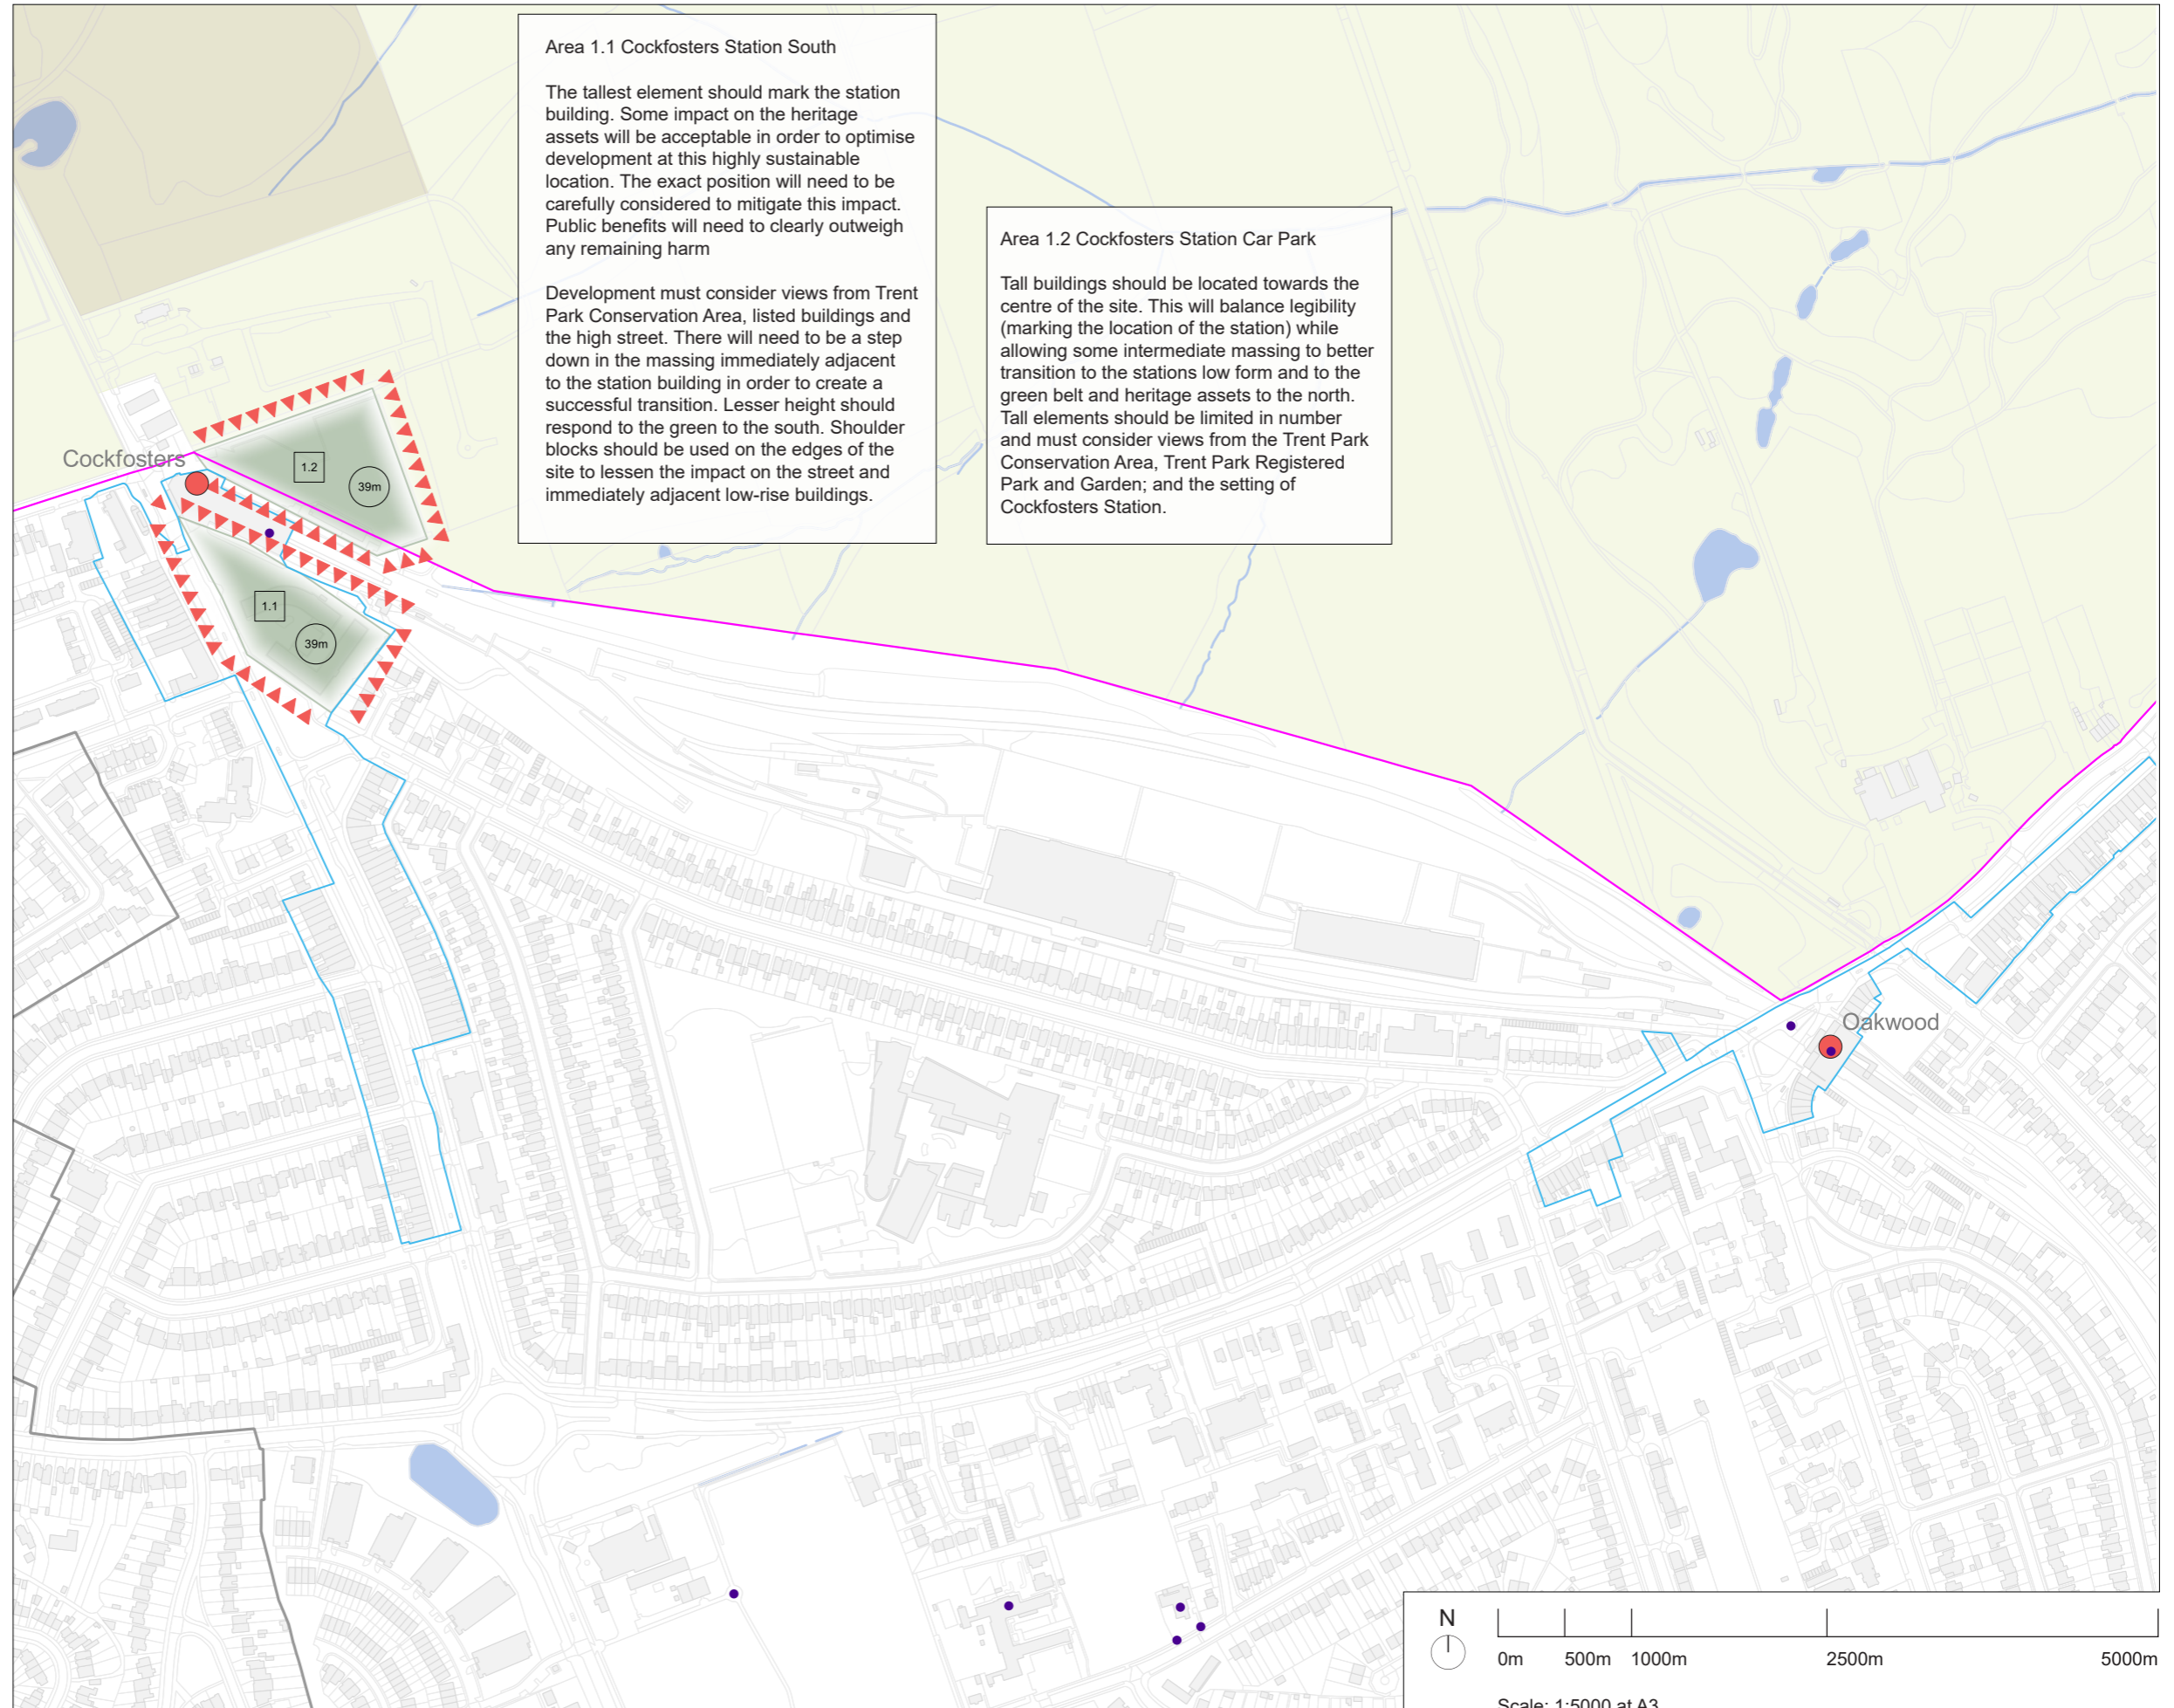 Area 1.1 Cockfosters Station South
The tallest element should mark the station
building. Some impact on the heritage
assets will be acceptable in order to optimise
development at this highly sustainable
location. The exact position will need to be
carefully considered to mitigate this impact.
Public benefits will need to clearly outweigh
any remaining harm
Development must consider views from Trent
Park Conservation Area, listed buildings and
the high street. There will need to be a step
down in the massing immediately adjacent
to the station building in order to create a
successful transition. Lesser height should
respond to the green to the south. Shoulder
blocks should be used on the edges of the
site to lessen the impact on the street and
immediately adjacent low-rise buildings.
Area 1.2 Cockfosters Station Car Park
Tall buildings should be located towards the
centre of the site. This will balance legibility
(marking the location of the station) while
allowing some intermediate massing to better
transition to the stations low form and to the
green belt and heritage assets to the north.
Tall elements should be limited in number
and must consider views from the Trent Park
Conservation Area, Trent Park Registered
Park and Garden; and the setting of
Cockfosters Station.
Cockfosters
1.2
39m
1.1
39m
Oakwood
N
0m 500m 1000m 2500m 5000m
Scale: 1:5000 at A3